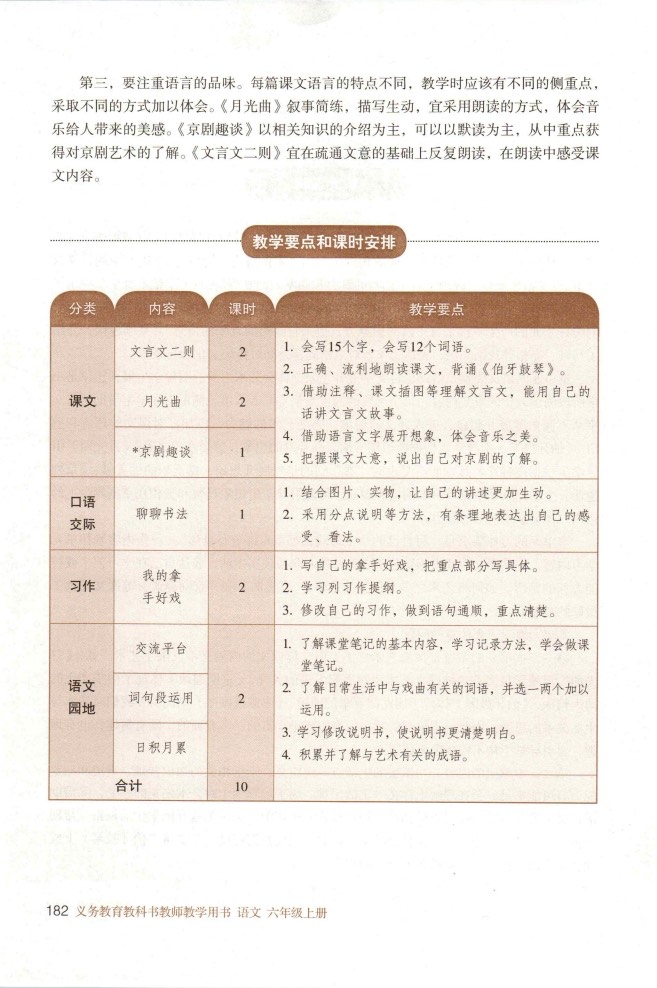 第三，要注重语言的品味。每篇课文语言的特点不同，教学时应该有不同的侧重点，
采取不同的方式加以体会。《月光曲》叙事简练，描写生动，宜采用朗读的方式，体会音
乐给人带来的美感。《京剧趣谈》以相关知识的介绍为主，可以以默读为主，从中重点获
得对京剧艺术的了解。《文言文二则》宜在疏通文意的基础上反复朗读，在朗读中感受课
文内容。
教学要点和课时安排
分类 内容 课时 教学要点
课文
文言文二则 2
月光曲 2
*京剧趣谈 1
1. 会写15个字，会写12个词语。
2. 正确、流利地朗读课文，背诵《伯牙鼓琴》。
3. 借助注释、课文插图等理解文言文，能用自己的
话讲文言文故事。
4. 借助语言文字展开想象，体会音乐之美。
5. 把握课文大意，说出自己对京剧的了解。
口语
交际
聊聊书法 1
1. 结合图片、实物，让自己的讲述更加生动。
2. 采用分点说明等方法，有条理地表达出自己的感
受、看法。
习作
我的拿
手好戏
2
1. 写自己的拿手好戏，把重点部分写具体。
2. 学习列习作提纲。
3. 修改自己的习作，做到语句通顺，重点清楚。
语文
园地
交流平台
词句段运用
日积月累
2
1. 了解课堂笔记的基本内容，学习记录方法，学会做课
堂笔记。
2. 了解日常生活中与戏曲有关的词语，并选一两个加以
运用。
3. 学习修改说明书，使说明书更清楚明白。
4. 积累并了解与艺术有关的成语。
合计 10
182 义务教育教科书教师教学用书 语文 六年级上册